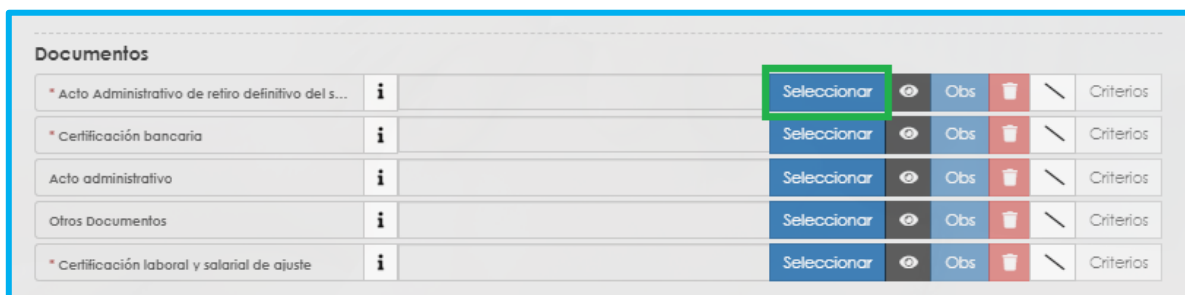 Documentos
* Acto Administrativo de retiro definitivo del s... i Seleccionar Obs Criterios
* Certificación bancaria i Seleccionar Obs Criterios
Acto administrativo i Seleccionar Obs Criterios
Otros Documentos i Seleccionar Obs Criterios
* Certificación laboral y salarial de ajuste i Seleccionar Obs Criterios